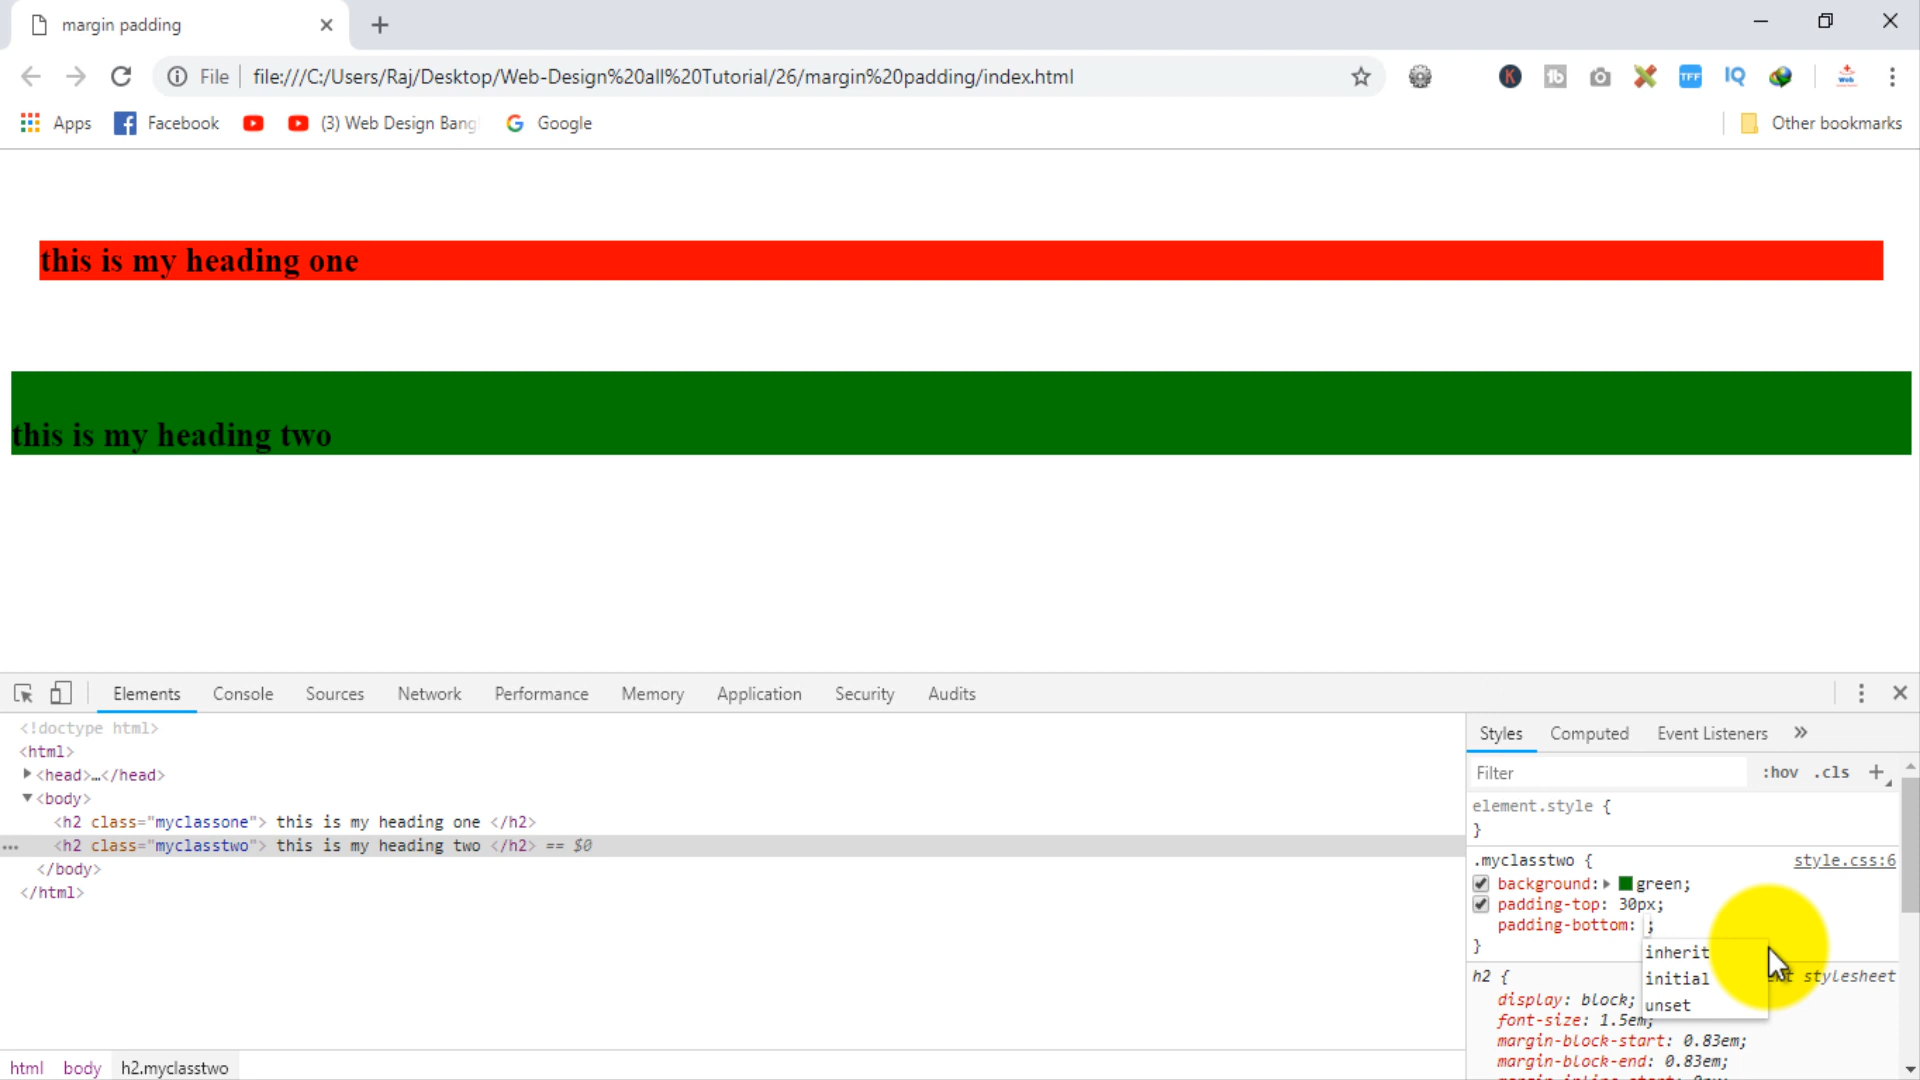 margin padding
File file:///C:/Users/Raj/Desktop/Web-Design%20all%20Tutorial/26/margin%20padding/index.html
K tb TFF IQ Web
Apps Facebook (3) Web Design Bang Google Other bookmarks
this is my heading one
this is my heading two
Elements Console Sources Network Performance Memory Application Security Audits
<!doctype html>
<html>
<head>…</head>
<body>
<h2 class="myclassone"> this is my heading one </h2>
<h2 class="myclasstwo"> this is my heading two </h2> == $0
</body>
</html>
html body h2.myclasstwo
Styles Computed Event Listeners »
Filter :hov .cls +
element.style {
}
.myclasstwo { style.css:6
background: green;
padding-top: 30px;
padding-bottom: ;
}
inherit
initial
unset
h2 { stylesheet
display: block;
font-size: 1.5em;
margin-block-start: 0.83em;
margin-block-end: 0.83em;